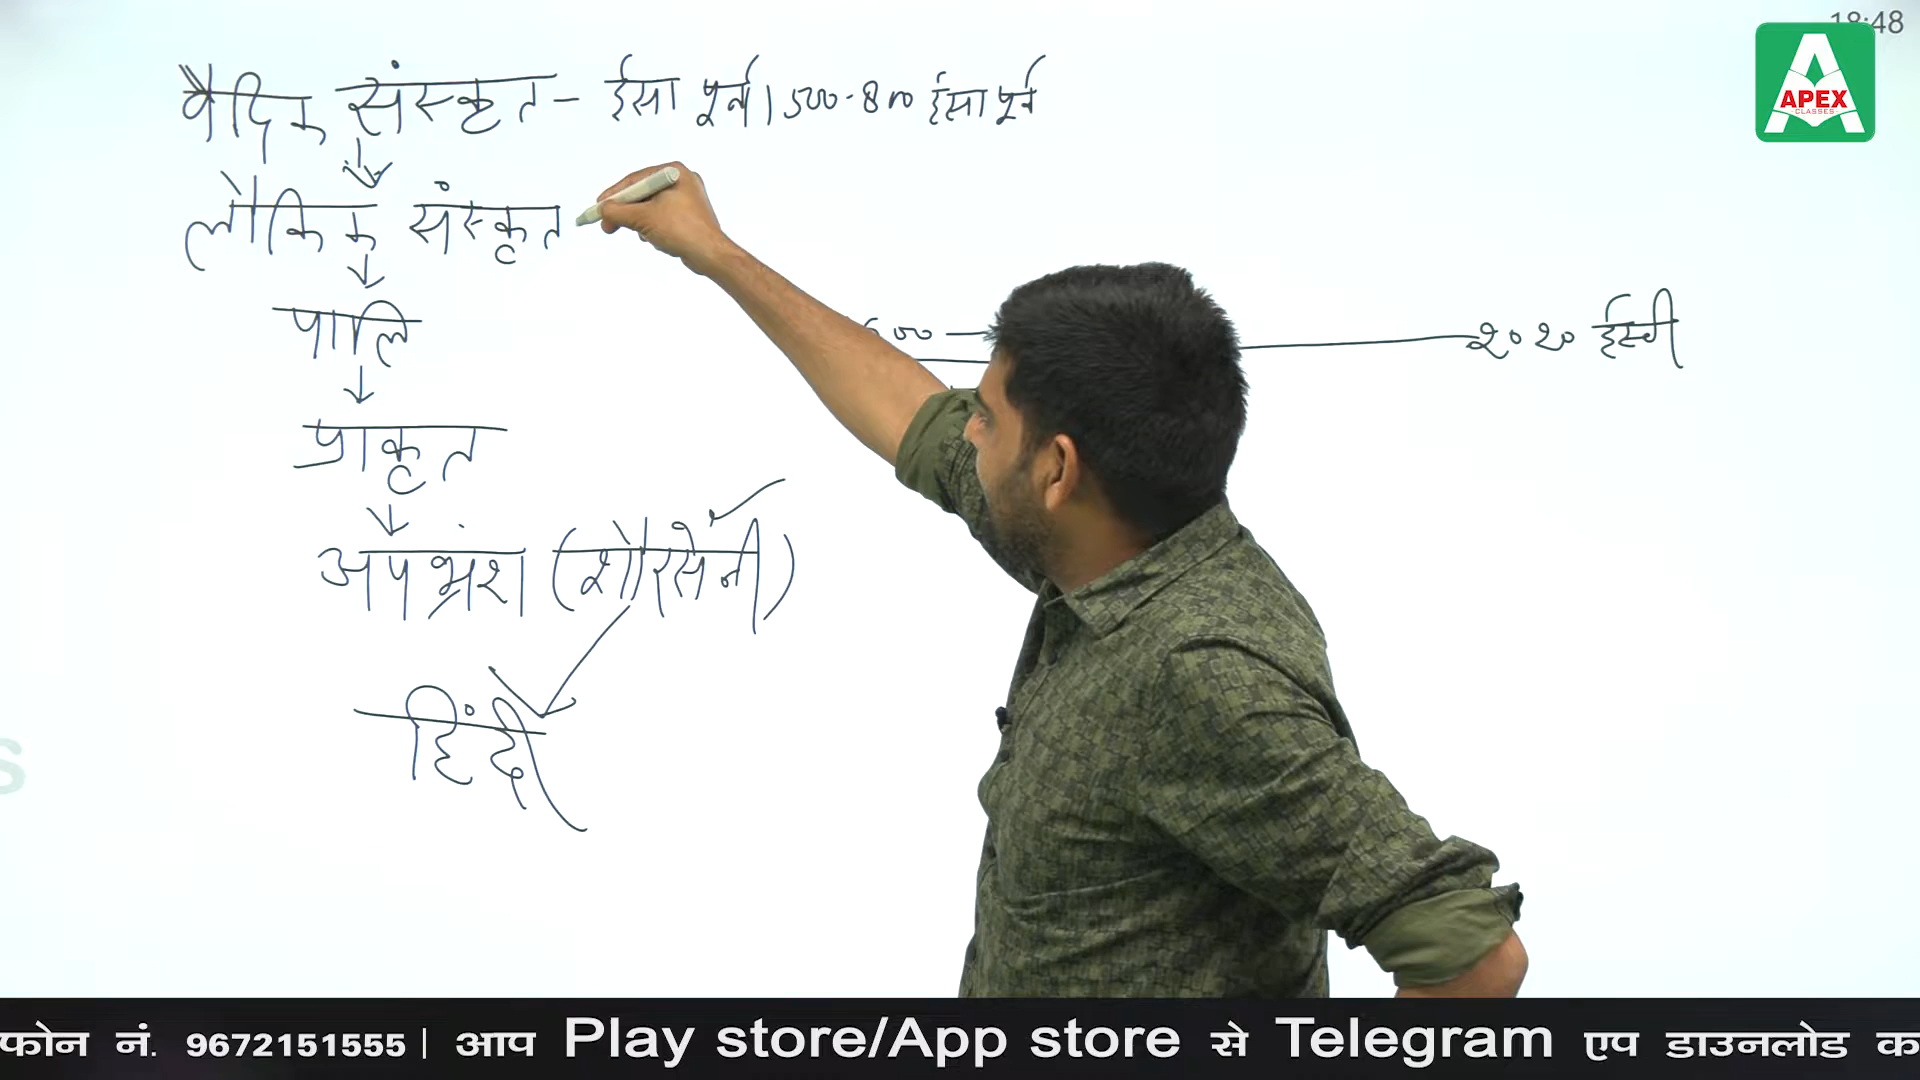 18:48
APEX
CLASSES
वैदिक संस्कृत - ईसा पूर्व 1500-800 ईसा पूर्व
लौकिक संस्कृत
पालि
प्राकृत
अपभ्रंश (शौरसेनी)
हिंदी
२०२० ईस्वी
फोन नं. 9672151555 | आप Play store/App store से Telegram एप डाउनलोड क